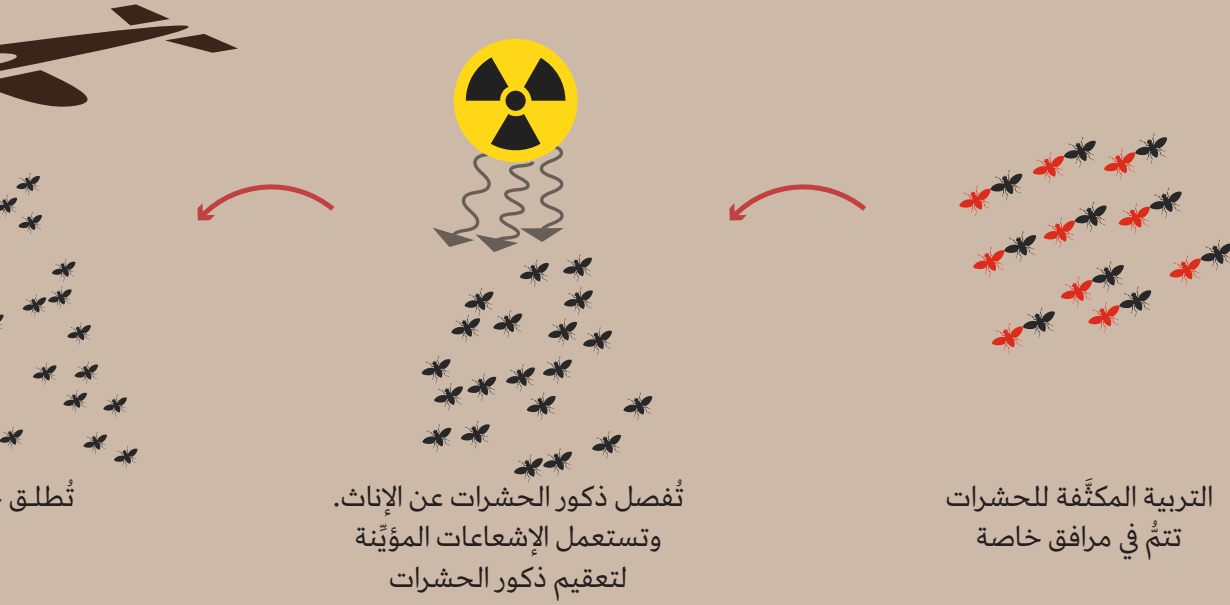 التربية المكثَّفة للحشرات
تتمُّ في مرافق خاصة
تُفصل ذكور الحشرات عن الإناث.
وتستعمل الإشعاعات المؤيِّنة
لتعقيم ذكور الحشرات
تُطلـق